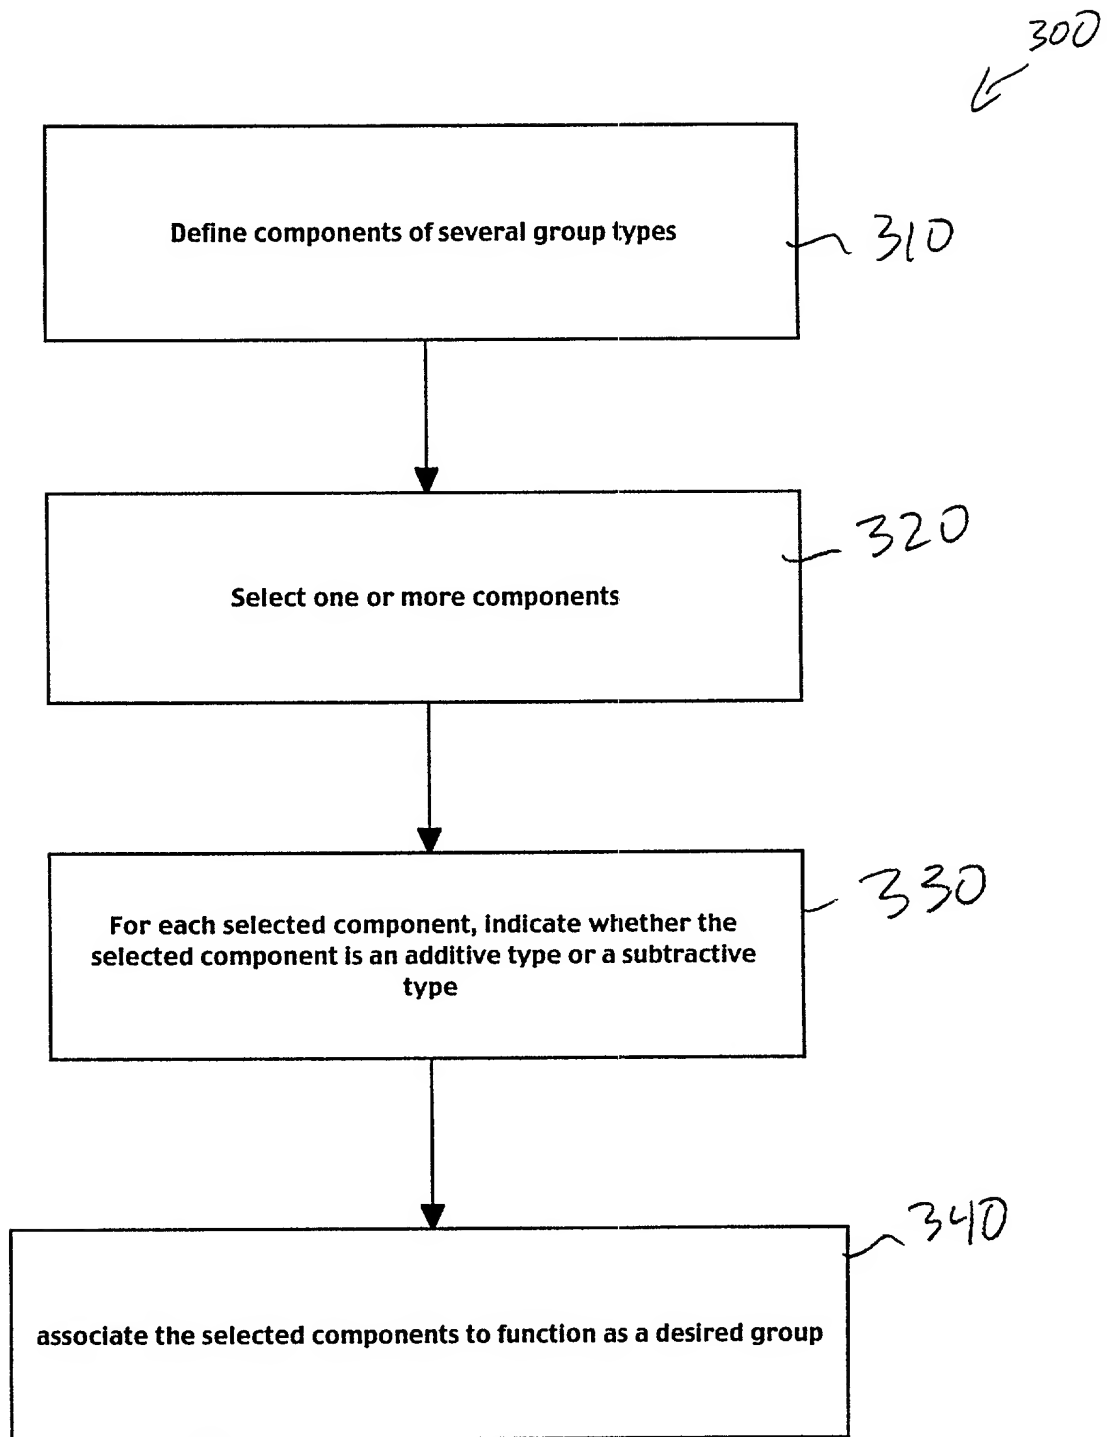 300
Define components of several group types
310
320
Select one or more components
330
For each selected component, indicate whether the
selected component is an additive type or a subtractive
type
340
associate the selected components to function as a desired group